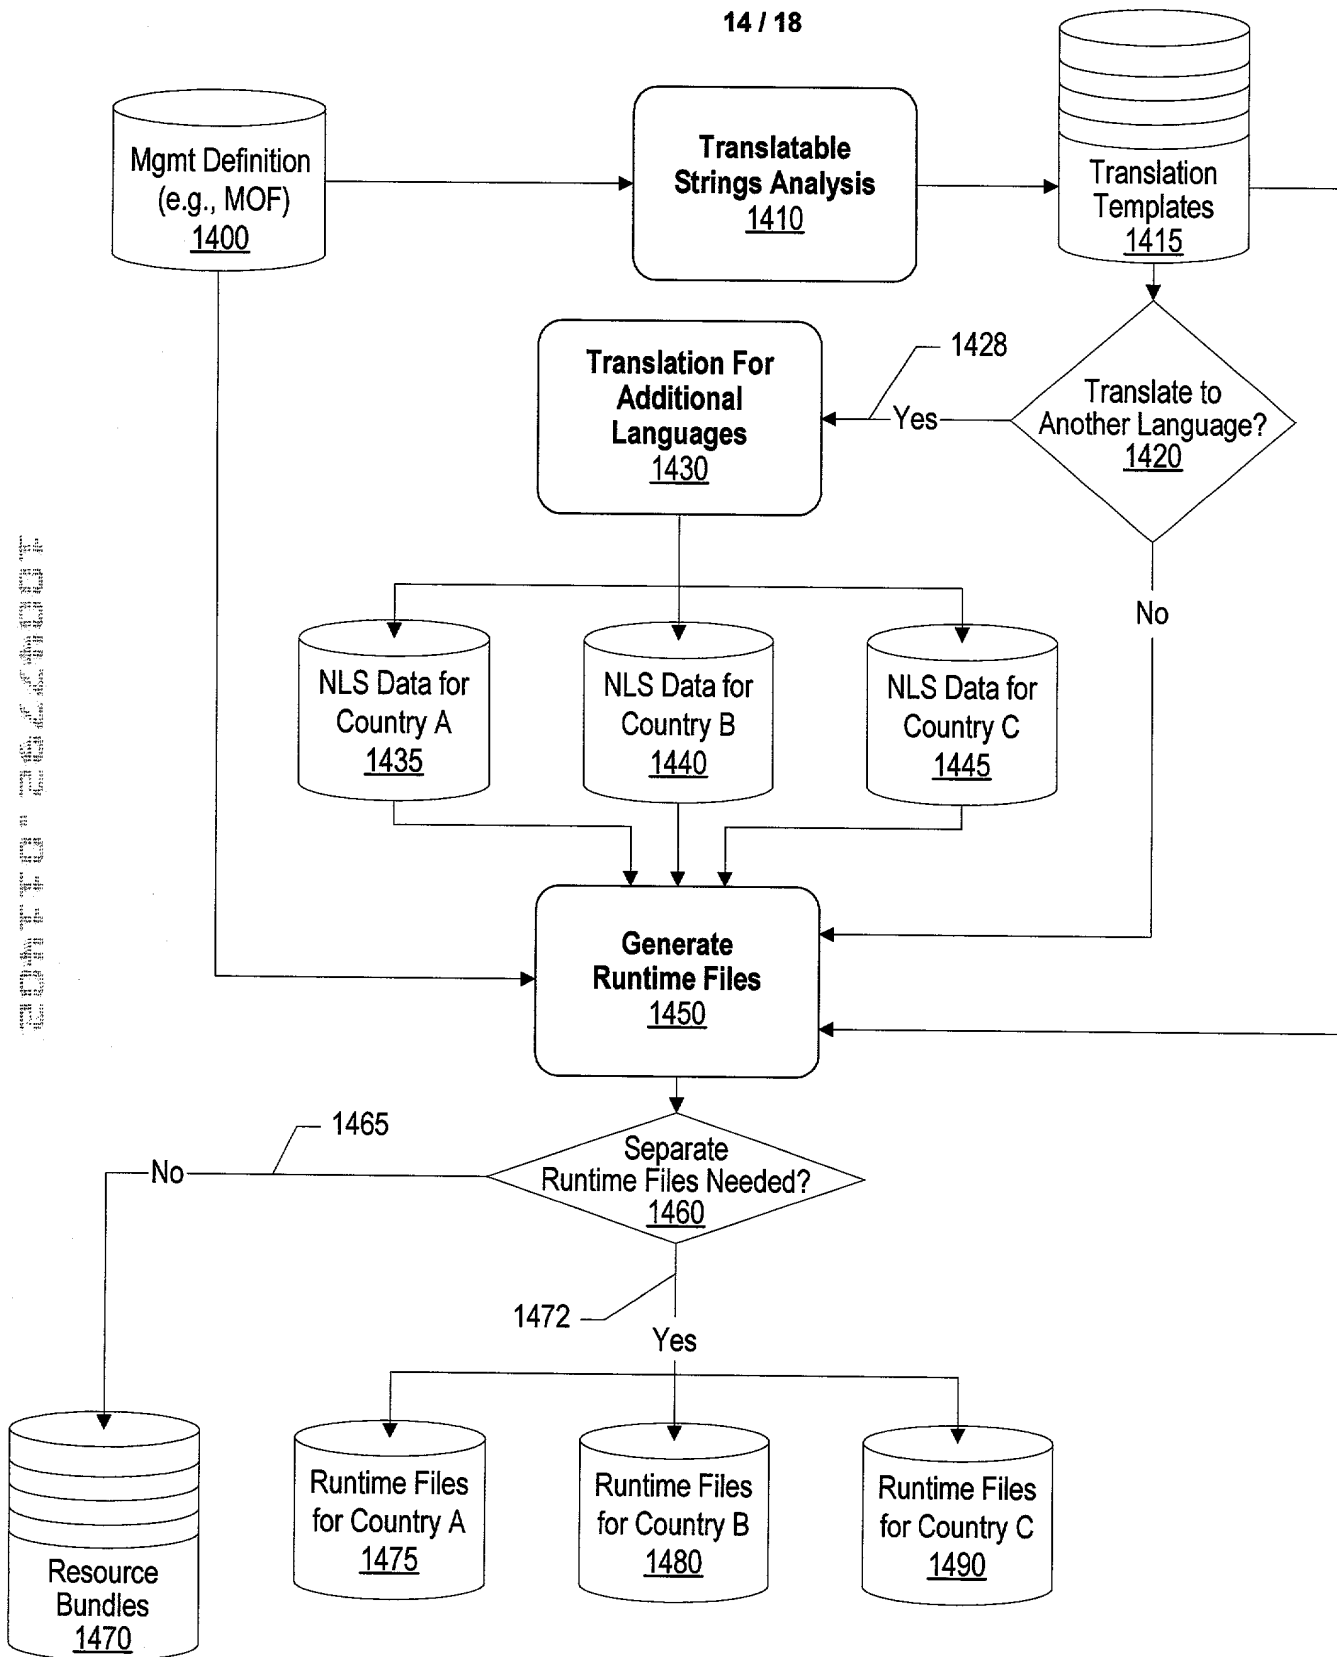 14 / 18
Mgmt Definition
(e.g., MOF)
1400
Translatable
Strings Analysis
1410
Translation
Templates
1415
Translation For
Additional
Languages
1430
1428
Yes
Translate to
Another Language?
1420
No
NLS Data for
Country A
1435
NLS Data for
Country B
1440
NLS Data for
Country C
1445
Generate
Runtime Files
1450
1465
No
Separate
Runtime Files Needed?
1460
1472
Yes
Resource
Bundles
1470
Runtime Files
for Country A
1475
Runtime Files
for Country B
1480
Runtime Files
for Country C
1490